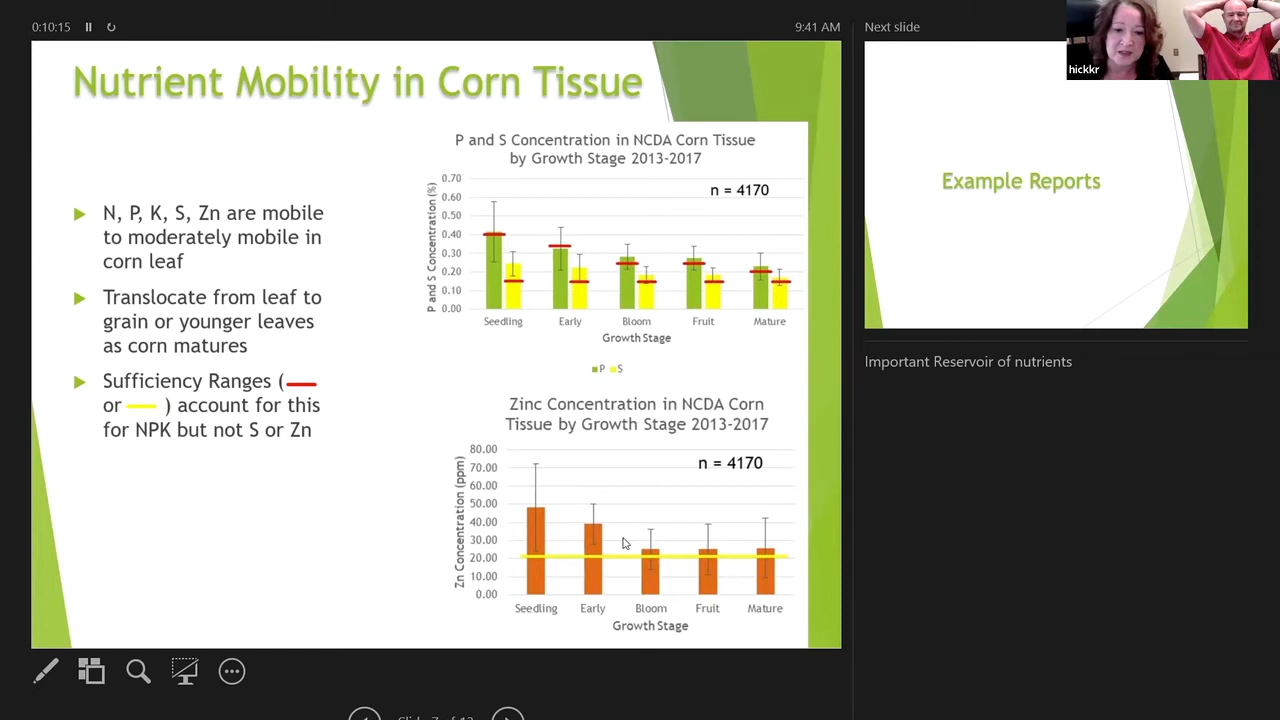 0:10:15
9:41 AM
Next slide
hickkr
Nutrient Mobility in Corn Tissue
N, P, K, S, Zn are mobile
to moderately mobile in
corn leaf
Translocate from leaf to
grain or younger leaves
as corn matures
Sufficiency Ranges (
or ) account for this
for NPK but not S or Zn
P and S Concentration in NCDA Corn Tissue
by Growth Stage 2013-2017
n = 4170
P and S Concentration (%)
0.70
0.60
0.50
0.40
0.30
0.20
0.10
0.00
Seedling Early Bloom Fruit Mature
Growth Stage
P S
Zinc Concentration in NCDA Corn
Tissue by Growth Stage 2013-2017
n = 4170
Zn Concentration (ppm)
80.00
70.00
60.00
50.00
40.00
30.00
20.00
10.00
0.00
Seedling Early Bloom Fruit Mature
Growth Stage
Example Reports
Important Reservoir of nutrients
Slide 7 of 13